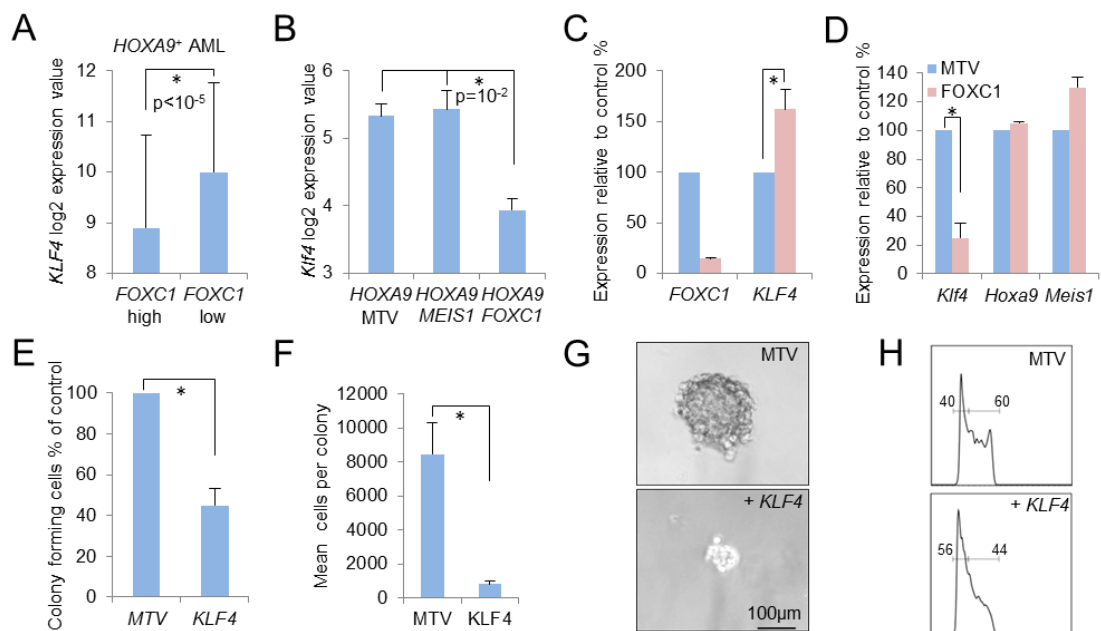 A
HOXA9+ AML
KLF4 log2 expression value
12
11
10
9
8
*
p<10-5
FOXC1 FOXC1
high low
B
Klf4 log2 expression value
6
5
4
3
*
p=10-2
HOXA9 HOXA9 HOXA9
MTV MEIS1 FOXC1
C
Expression relative to control %
200
150
100
50
0
*
FOXC1 KLF4
D
Expression relative to control %
MTV
FOXC1
140
120
100
80
60
40
20
0
*
Klf4 Hoxa9 Meis1
E
Colony forming cells % of control
100
80
60
40
20
0
*
MTV KLF4
F
Mean cells per colony
12000
10000
8000
6000
4000
2000
0
*
MTV KLF4
G
MTV
+ KLF4
100µm
H
MTV
40 60
+ KLF4
56 44